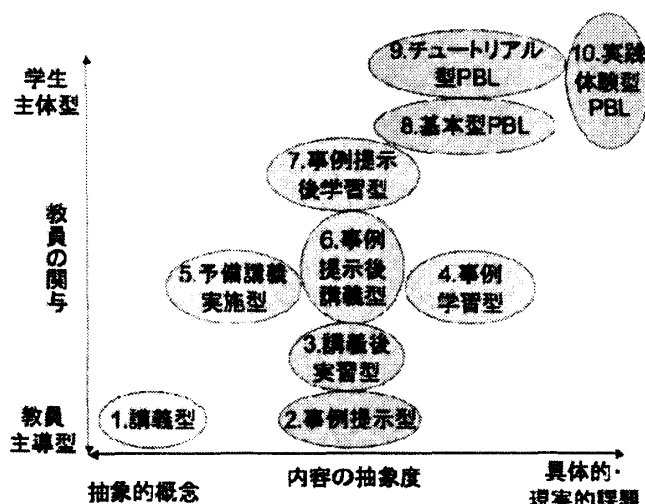 学生
主体型
教員の関与
教員
主導型
9.チュートリアル
型PBL
10.実践
体験型
PBL
8.基本型PBL
7.事例提示
後学習型
6.事例
提示後
講義型
5.予備講義
実施型
4.事例
学習型
3.講義後
実習型
1.講義型
2.事例提示型
抽象的概念
内容の抽象度
具体的・
現実的課題